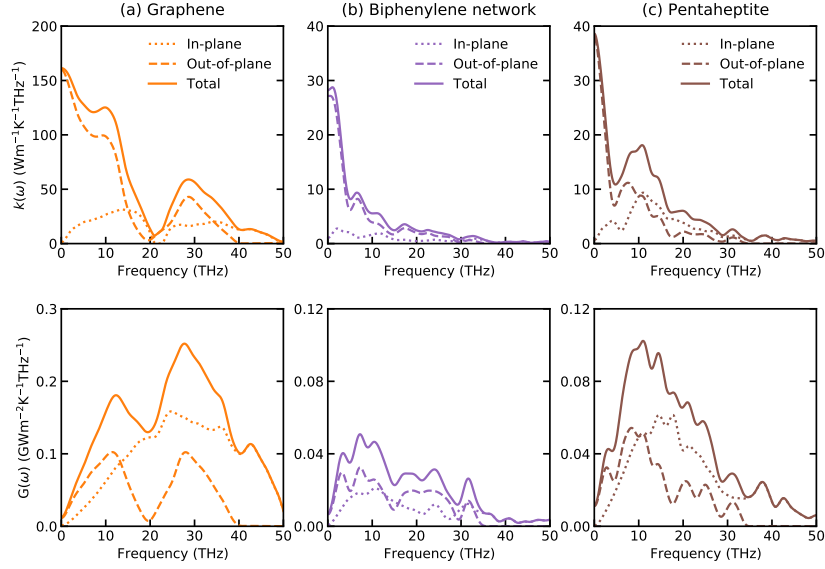 (a) Graphene
(b) Biphenylene network
(c) Pentaheptite
k(ω) (Wm⁻¹K⁻¹THz⁻¹)
200
150
100
50
0
In-plane
Out-of-plane
Total
0 10 20 30 40 50
Frequency (THz)
40
30
20
10
0
In-plane
Out-of-plane
Total
0 10 20 30 40 50
Frequency (THz)
40
30
20
10
0
In-plane
Out-of-plane
Total
0 10 20 30 40 50
Frequency (THz)
G(ω) (GWm⁻²K⁻¹THz⁻¹)
0.3
0.2
0.1
0.0
0 10 20 30 40 50
Frequency (THz)
0.12
0.08
0.04
0.00
0 10 20 30 40 50
Frequency (THz)
0.12
0.08
0.04
0.00
0 10 20 30 40 50
Frequency (THz)